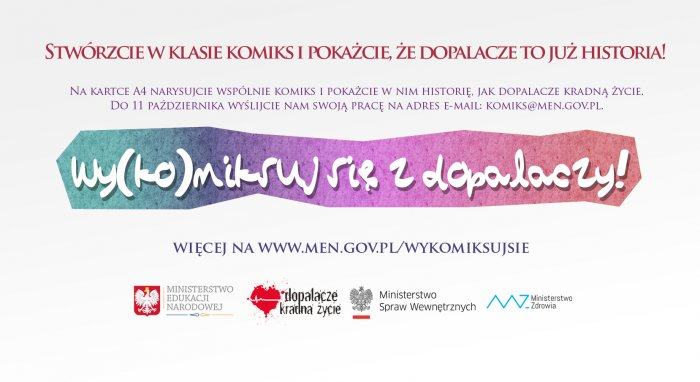 Stwórzcie w klasie komiks i pokażcie, że dopalacze to już historia!
Na kartce A4 narysujcie wspólnie komiks i pokażcie w nim historię, jak dopalacze kradną życie.
Do 11 października wyślijcie nam swoją pracę na adres e-mail: komiks@men.gov.pl.
Wy(ko)miksuj się z dopalaczy!
więcej na www.men.gov.pl/wykomiksujsie
MINISTERSTWO
EDUKACJI
NARODOWEJ
dopalacze
kradną życie
Ministerstwo
Spraw Wewnętrznych
Ministerstwo
Zdrowia